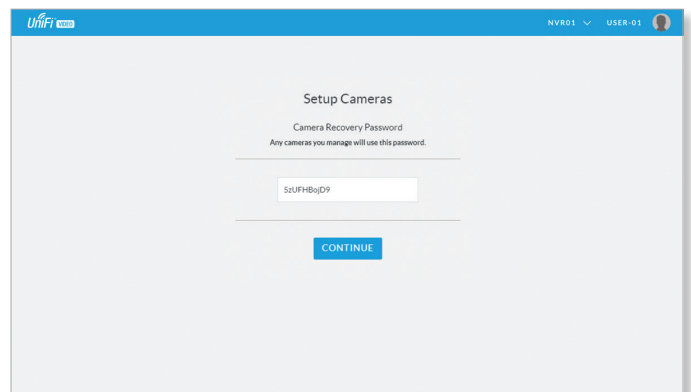 UniFi VIDEO
NVR01 USER-01
Setup Cameras
Camera Recovery Password
Any cameras you manage will use this password.
5zUFHBojD9
CONTINUE